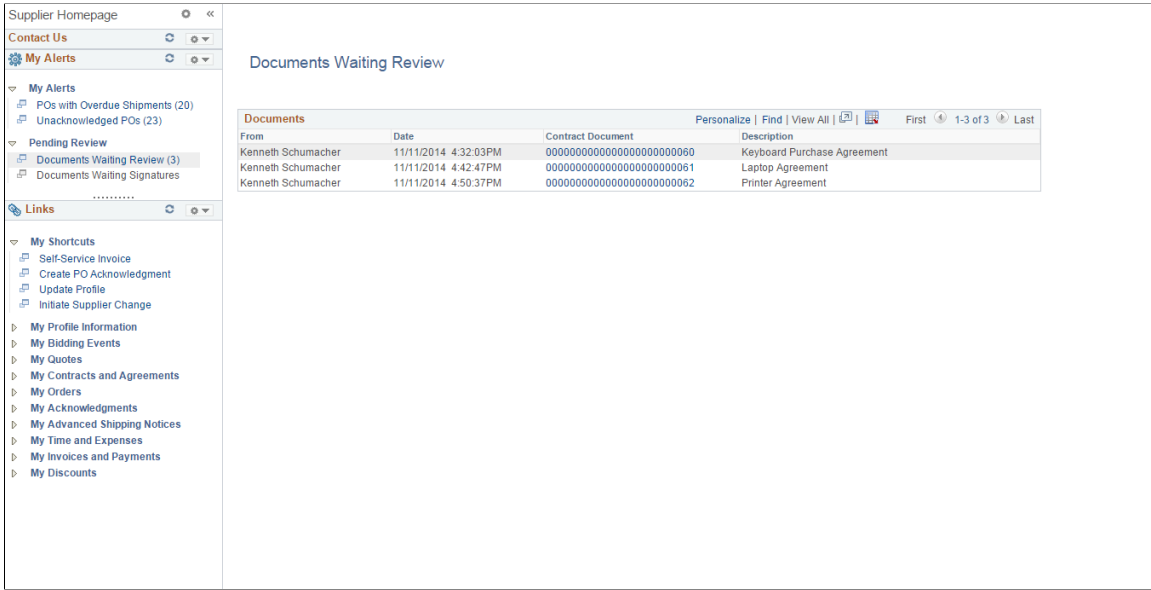 Supplier Homepage
Contact Us
My Alerts
My Alerts
POs with Overdue Shipments (20)
Unacknowledged POs (23)
Pending Review
Documents Waiting Review (3)
Documents Waiting Signatures
Links
My Shortcuts
Self-Service Invoice
Create PO Acknowledgment
Update Profile
Initiate Supplier Change
My Profile Information
My Bidding Events
My Quotes
My Contracts and Agreements
My Orders
My Acknowledgments
My Advanced Shipping Notices
My Time and Expenses
My Invoices and Payments
My Discounts
Documents Waiting Review
Documents Personalize | Find | View All | | First 1-3 of 3 Last
From Date Contract Document Description
Kenneth Schumacher 11/11/2014 4:32:03PM 0000000000000000000000060 Keyboard Purchase Agreement
Kenneth Schumacher 11/11/2014 4:42:47PM 0000000000000000000000061 Laptop Agreement
Kenneth Schumacher 11/11/2014 4:50:37PM 0000000000000000000000062 Printer Agreement